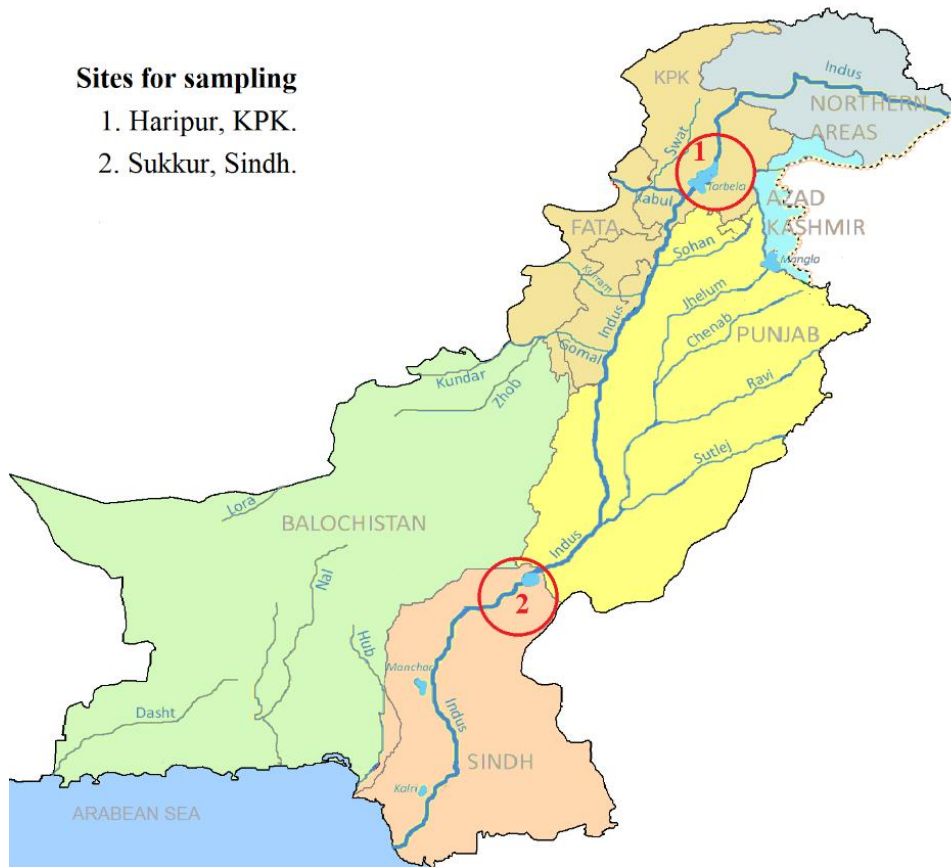 Sites for sampling
1. Haripur, KPK.
2. Sukkur, Sindh.
KPK
Indus
NORTHERN
AREAS
Swat
1
Tarbela
Kabul
AZAD
KASHMIR
FATA
Sohan
Mangla
Kurram
Indus
Jhelum
Chenab
PUNJAB
Gomal
Kundar
Zhob
Ravi
Sutlej
Lora
BALOCHISTAN
Indus
Nal
2
Hub
Manchar
Dasht
Indus
SINDH
Kalri
ARABEAN SEA